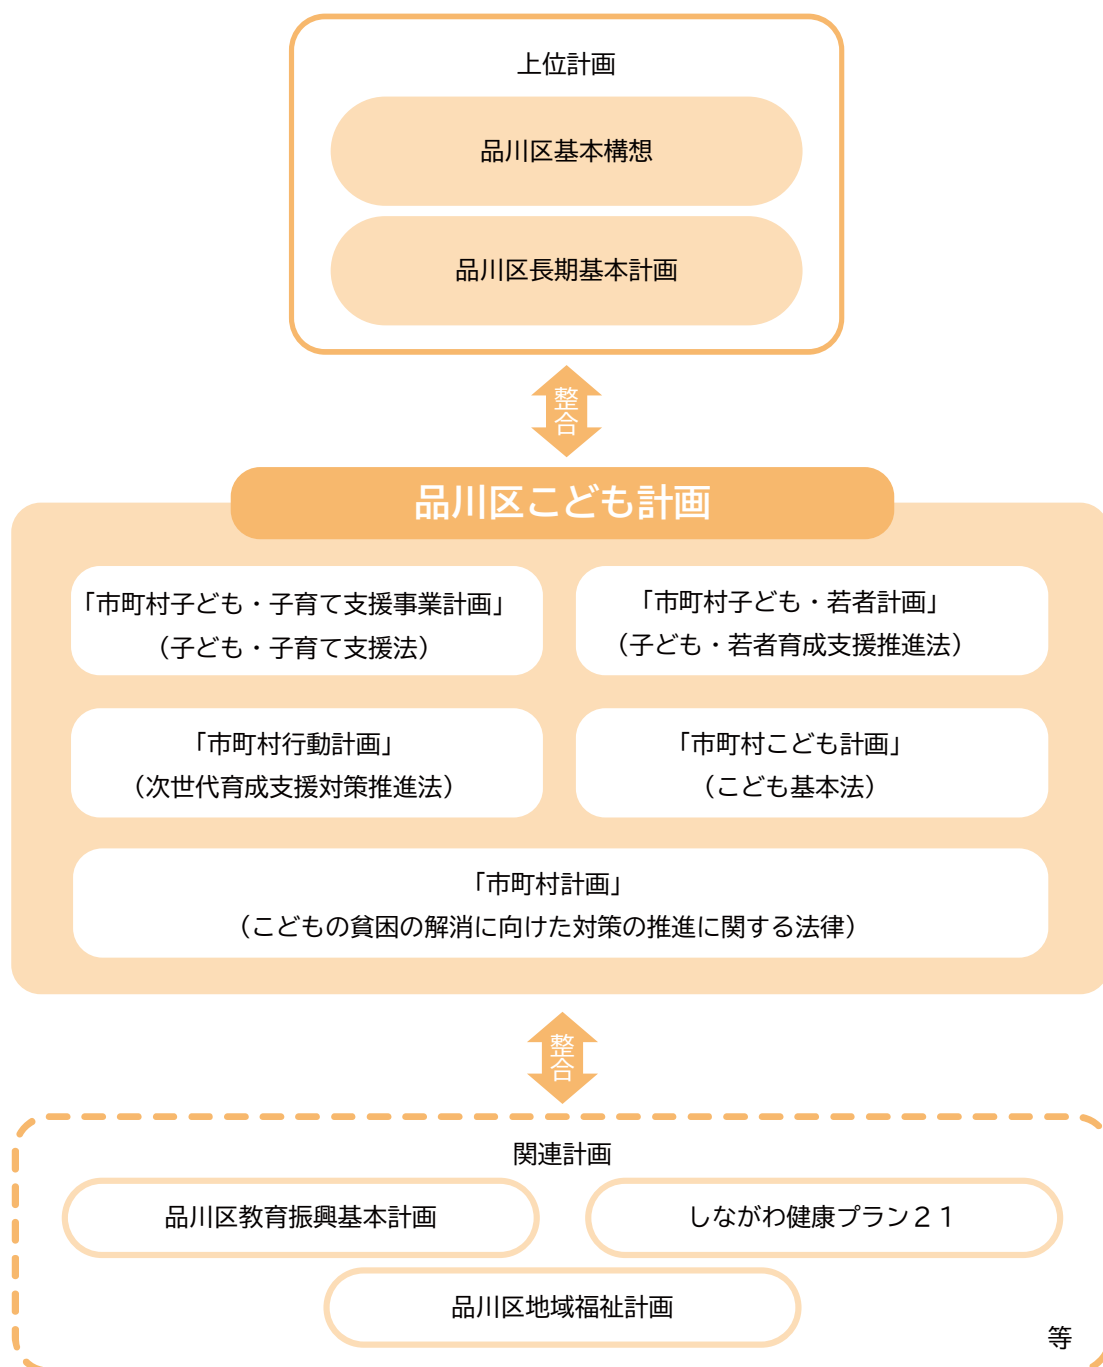 上位計画
品川区基本構想
品川区長期基本計画
整合
品川区こども計画
「市町村子ども・子育て支援事業計画」
（子ども・子育て支援法）
「市町村子ども・若者計画」
（子ども・若者育成支援推進法）
「市町村行動計画」
（次世代育成支援対策推進法）
「市町村こども計画」
（こども基本法）
「市町村計画」
（こどもの貧困の解消に向けた対策の推進に関する法律）
整合
関連計画
品川区教育振興基本計画
しながわ健康プラン２１
品川区地域福祉計画
等